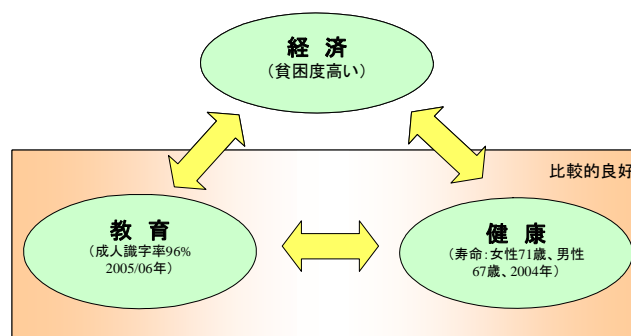 経 済
（貧困度高い）
比較的良好
教 育
（成人識字率96%
2005/06年）
健 康
（寿命：女性71歳、男性
67歳、2004年）